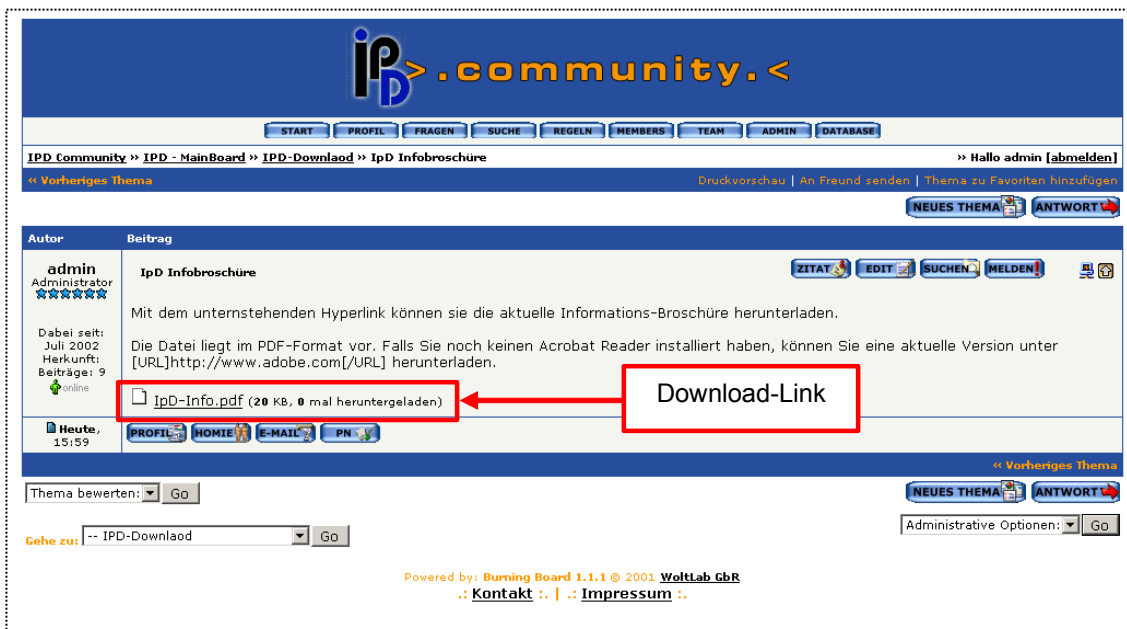 IPD>.community.<
START PROFIL FRAGEN SUCHE REGELN MEMBERS TEAM ADMIN DATABASE
IPD Community » IPD - MainBoard » IPD-Downlaod » IpD Infobroschüre » Hallo admin [abmelden]
« Vorheriges Thema Druckvorschau | An Freund senden | Thema zu Favoriten hinzufügen
NEUES THEMA ANTWORT
Autor Beitrag
admin
Administrator
Dabei seit:
Juli 2002
Herkunft:
Beiträge: 9
online
IpD Infobroschüre ZITAT EDIT SUCHEN MELDEN!
Mit dem unternstehenden Hyperlink können sie die aktuelle Informations-Broschüre herunterladen.
Die Datei liegt im PDF-Format vor. Falls Sie noch keinen Acrobat Reader installiert haben, können Sie eine aktuelle Version unter
[URL]http://www.adobe.com[/URL] herunterladen.
IpD-Info.pdf (20 KB, 0 mal heruntergeladen)
Download-Link
Heute,
15:59
PROFIL HOMIE E-MAIL PN
« Vorheriges Thema
Thema bewerten: Go NEUES THEMA ANTWORT
Administrative Optionen: Go
Gehe zu: -- IPD-Downlaod Go
Powered by: Burning Board 1.1.1 © 2001 WoltLab GbR
.: Kontakt :. | .: Impressum :.